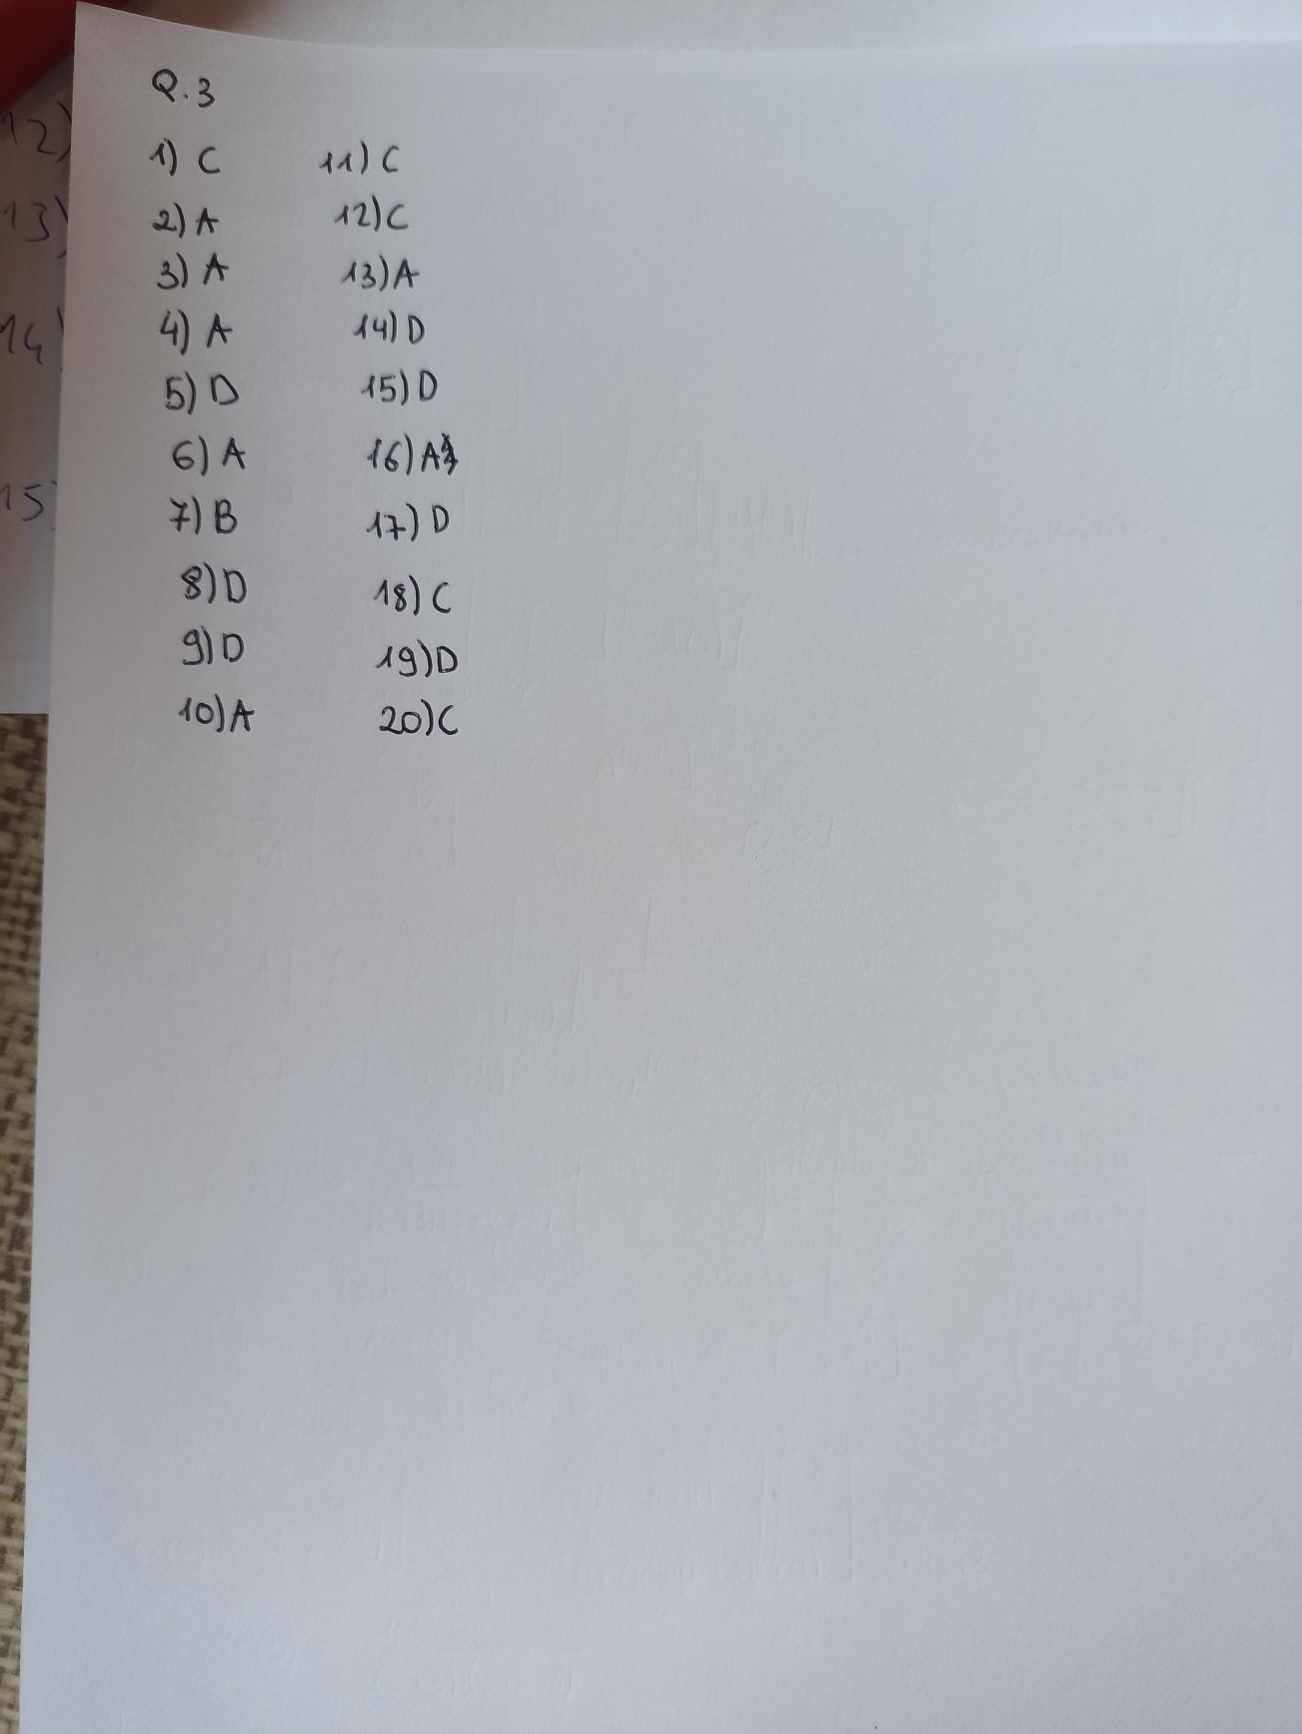 Q.3
1) C
2) A
3) A
4) A
5) D
6) A
7) B
8) D
9) D
10) A
11) C
12) C
13) A
14) D
15) D
16) A
17) D
18) C
19) D
20) C
12)
13)
14)
15)